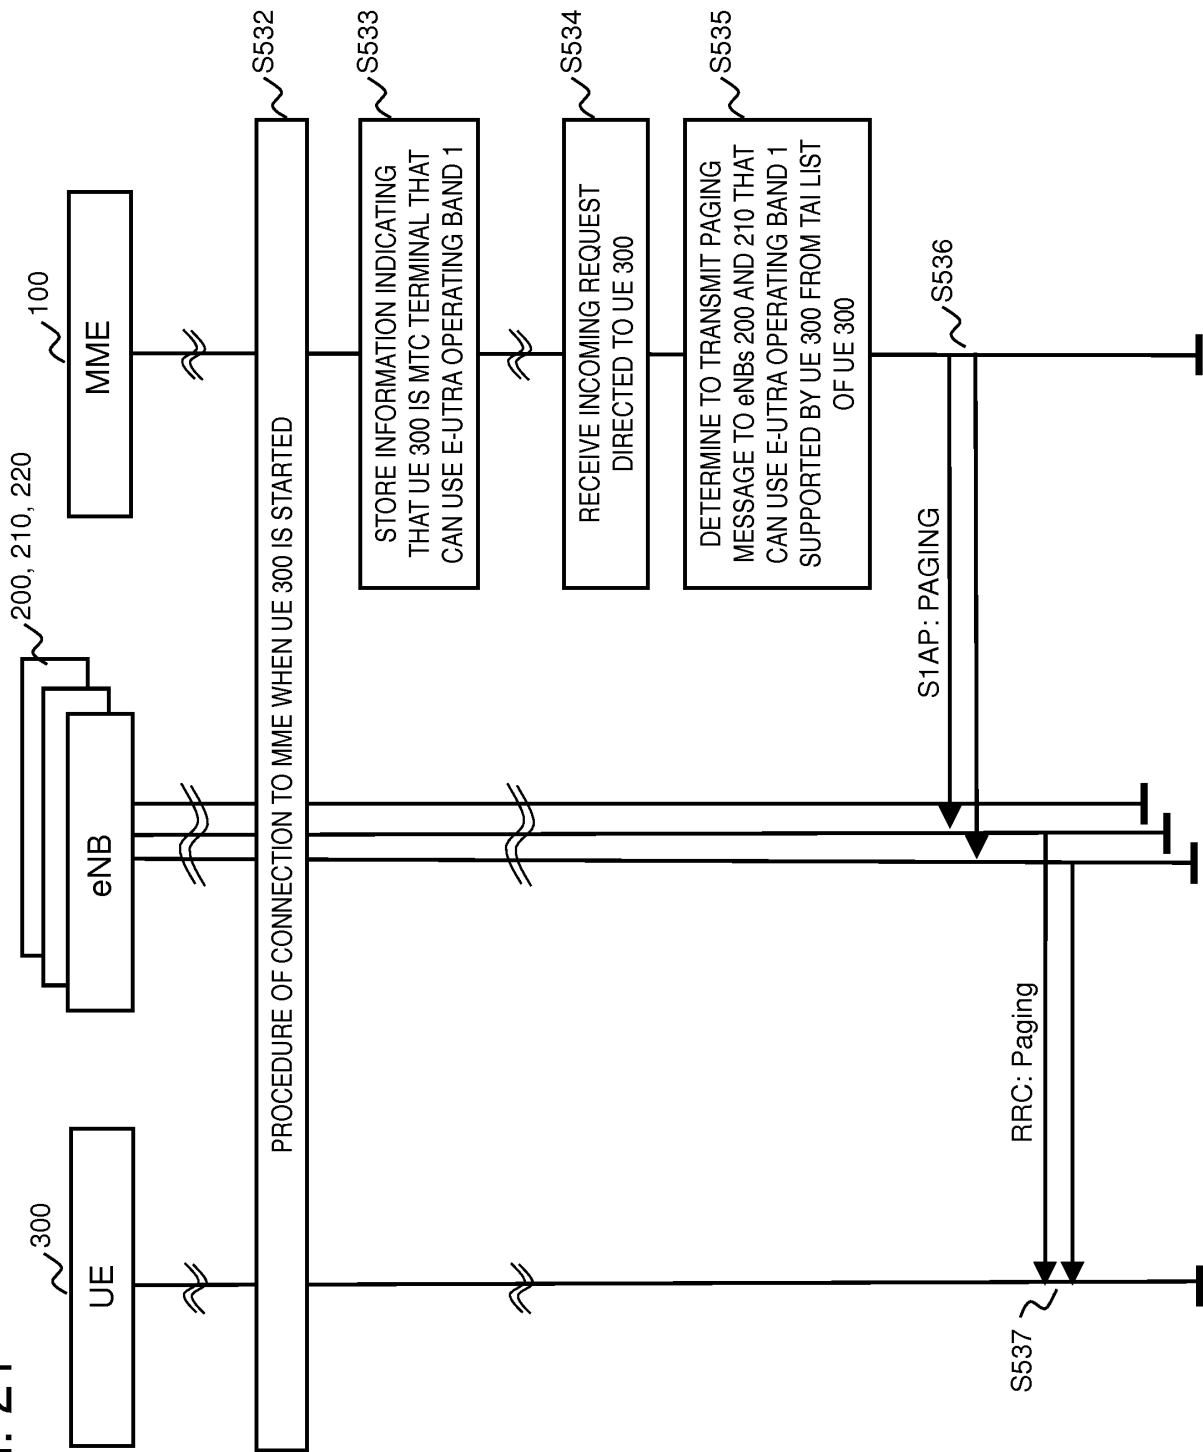 300
UE
200, 210, 220
eNB
100
MME
PROCEDURE OF CONNECTION TO MME WHEN UE 300 IS STARTED
S532
STORE INFORMATION INDICATING
THAT UE 300 IS MTC TERMINAL THAT
CAN USE E-UTRA OPERATING BAND 1
S533
RECEIVE INCOMING REQUEST
DIRECTED TO UE 300
S534
DETERMINE TO TRANSMIT PAGING
MESSAGE TO eNBs 200 AND 210 THAT
CAN USE E-UTRA OPERATING BAND 1
SUPPORTED BY UE 300 FROM TAI LIST
OF UE 300
S535
S1AP: PAGING
S536
RRC: Paging
S537